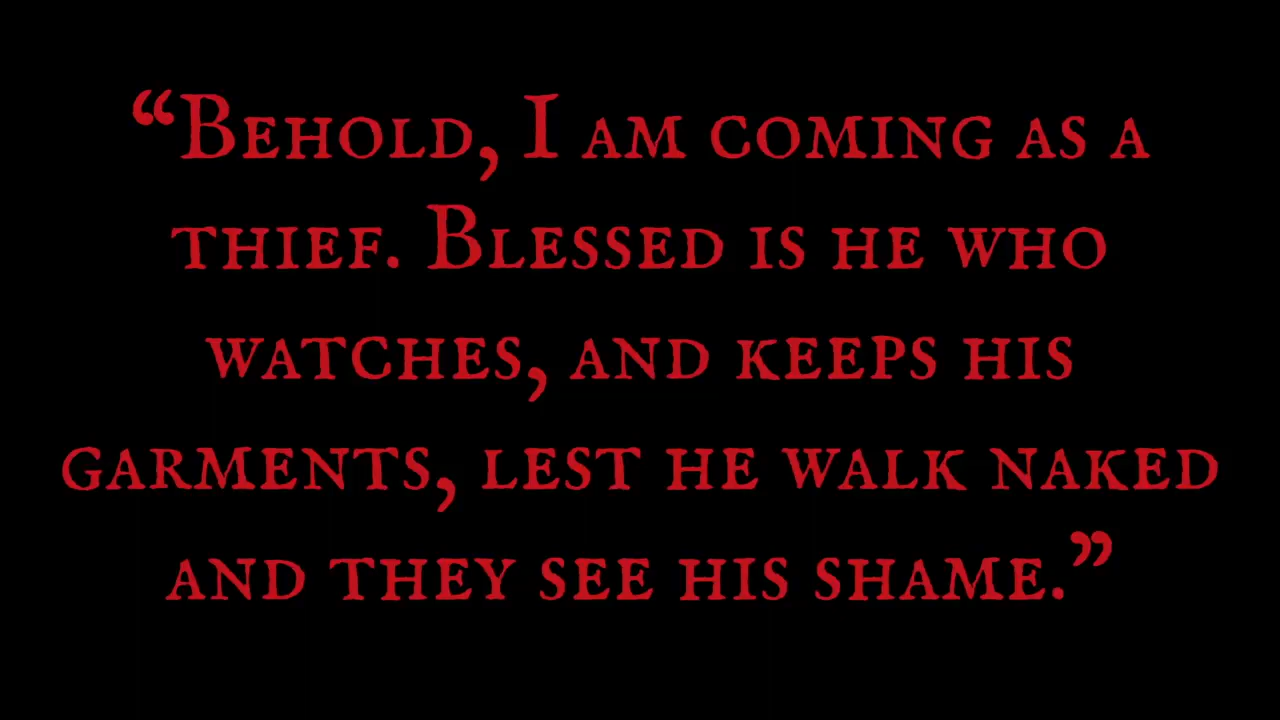 “Behold, I am coming as a
thief. Blessed is he who
watches, and keeps his
garments, lest he walk naked
and they see his shame.”